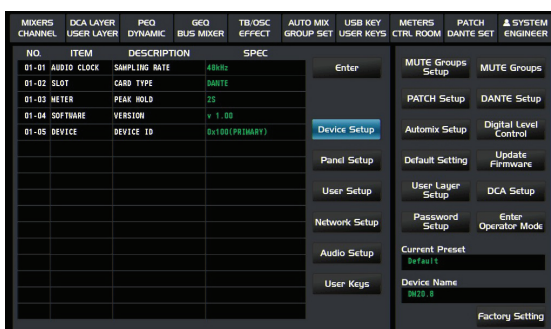 MIXERS DCA LAYER PEQ GEQ TB/OSC AUTO MIX USB KEY METERS PATCH SYSTEM
CHANNEL USER LAYER DYNAMIC BUS MIXER EFFECT GROUP SET USER KEYS CTRL ROOM DANTE SET ENGINEER
NO. ITEM DESCRIPTION SPEC
01-01 AUDIO CLOCK SAMPLING RATE 48kHz
01-02 SLOT CARD TYPE DANTE
01-03 METER PEAK HOLD 2S
01-04 SOFTWARE VERSION v 1.00
01-05 DEVICE DEVICE ID 0x100(PRIMARY)
Enter
Device Setup
Panel Setup
User Setup
Network Setup
Audio Setup
User Keys
MUTE Groups
Setup
MUTE Groups
PATCH Setup
DANTE Setup
Automix Setup
Digital Level
Control
Default Setting
Update
Firmware
User Layer
Setup
DCA Setup
Password
Setup
Enter
Operator Mode
Current Preset
Default
Device Name
DM20.8
Factory Setting